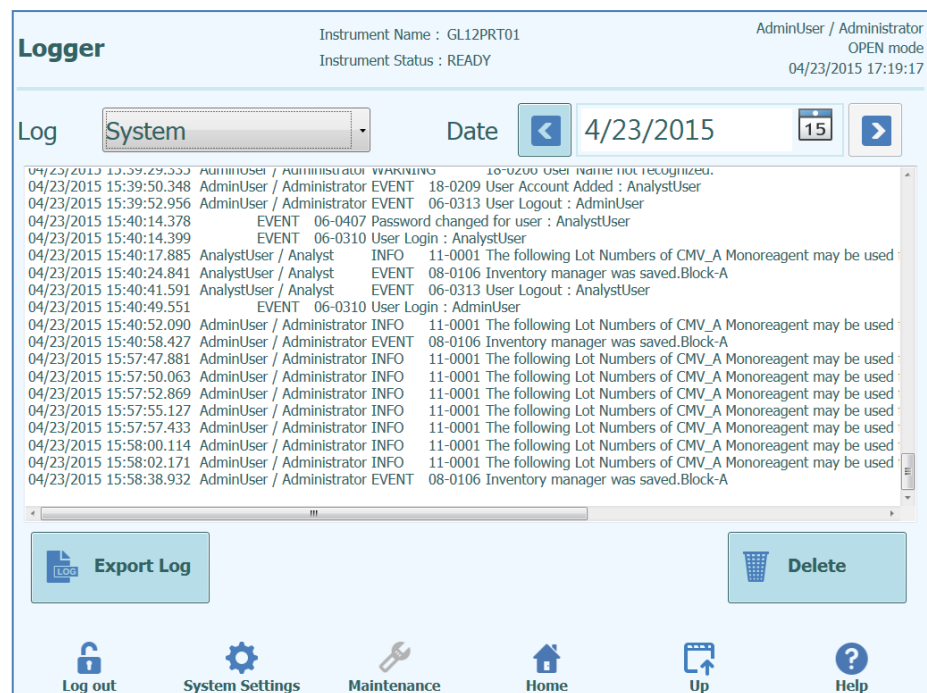 Logger
Instrument Name : GL12PRT01
Instrument Status : READY
AdminUser / Administrator
OPEN mode
04/23/2015 17:19:17
Log
System
Date
4/23/2015
15
04/23/2015 15:39:29.335 AdminUser / Administrator WARNING 18-0206 User Name not recognized.
04/23/2015 15:39:50.348 AdminUser / Administrator EVENT 18-0209 User Account Added : AnalystUser
04/23/2015 15:39:52.956 AdminUser / Administrator EVENT 06-0313 User Logout : AdminUser
04/23/2015 15:40:14.378 EVENT 06-0407 Password changed for user : AnalystUser
04/23/2015 15:40:14.399 EVENT 06-0310 User Login : AnalystUser
04/23/2015 15:40:17.885 AnalystUser / Analyst INFO 11-0001 The following Lot Numbers of CMV_A Monoreagent may be used
04/23/2015 15:40:24.841 AnalystUser / Analyst EVENT 08-0106 Inventory manager was saved.Block-A
04/23/2015 15:40:41.591 AnalystUser / Analyst EVENT 06-0313 User Logout : AnalystUser
04/23/2015 15:40:49.551 EVENT 06-0310 User Login : AdminUser
04/23/2015 15:40:52.090 AdminUser / Administrator INFO 11-0001 The following Lot Numbers of CMV_A Monoreagent may be used
04/23/2015 15:40:58.427 AdminUser / Administrator EVENT 08-0106 Inventory manager was saved.Block-A
04/23/2015 15:57:47.881 AdminUser / Administrator INFO 11-0001 The following Lot Numbers of CMV_A Monoreagent may be used
04/23/2015 15:57:50.063 AdminUser / Administrator INFO 11-0001 The following Lot Numbers of CMV_A Monoreagent may be used
04/23/2015 15:57:52.869 AdminUser / Administrator INFO 11-0001 The following Lot Numbers of CMV_A Monoreagent may be used
04/23/2015 15:57:55.127 AdminUser / Administrator INFO 11-0001 The following Lot Numbers of CMV_A Monoreagent may be used
04/23/2015 15:57:57.433 AdminUser / Administrator INFO 11-0001 The following Lot Numbers of CMV_A Monoreagent may be used
04/23/2015 15:58:00.114 AdminUser / Administrator INFO 11-0001 The following Lot Numbers of CMV_A Monoreagent may be used
04/23/2015 15:58:02.171 AdminUser / Administrator INFO 11-0001 The following Lot Numbers of CMV_A Monoreagent may be used
04/23/2015 15:58:38.932 AdminUser / Administrator EVENT 08-0106 Inventory manager was saved.Block-A
LOG
Export Log
Delete
Log out
System Settings
Maintenance
Home
Up
Help